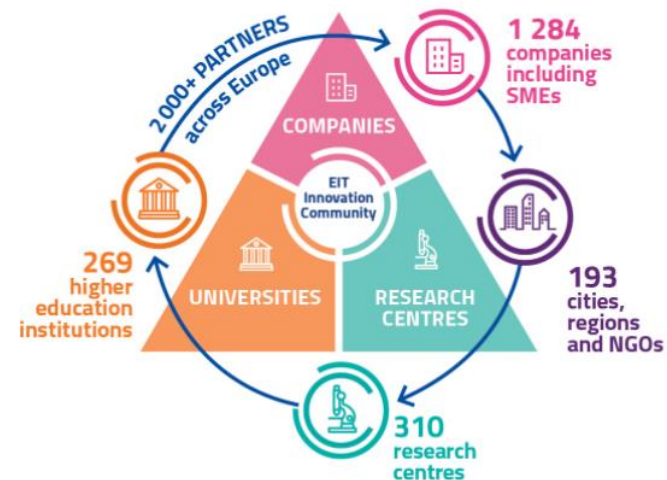 2 000+ PARTNERS
across Europe
1 284
companies
including
SMEs
COMPANIES
EIT
Innovation
Community
269
higher
education
institutions
UNIVERSITIES
RESEARCH
CENTRES
193
cities,
regions
and NGOs
310
research
centres